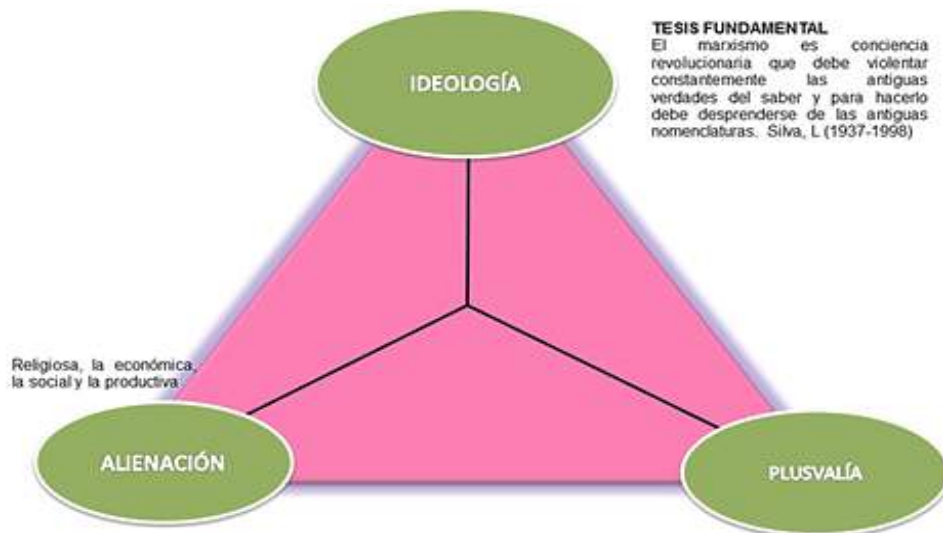 TESIS FUNDAMENTAL
El marxismo es conciencia
revolucionaria que debe violentar
constantemente las antiguas
verdades del saber y para hacerlo
debe desprenderse de las antiguas
nomenclaturas. Silva, L (1937-1998)
IDEOLOGÍA
Religiosa, la económica,
la social y la productiva
ALIENACIÓN
PLUSVALÍA